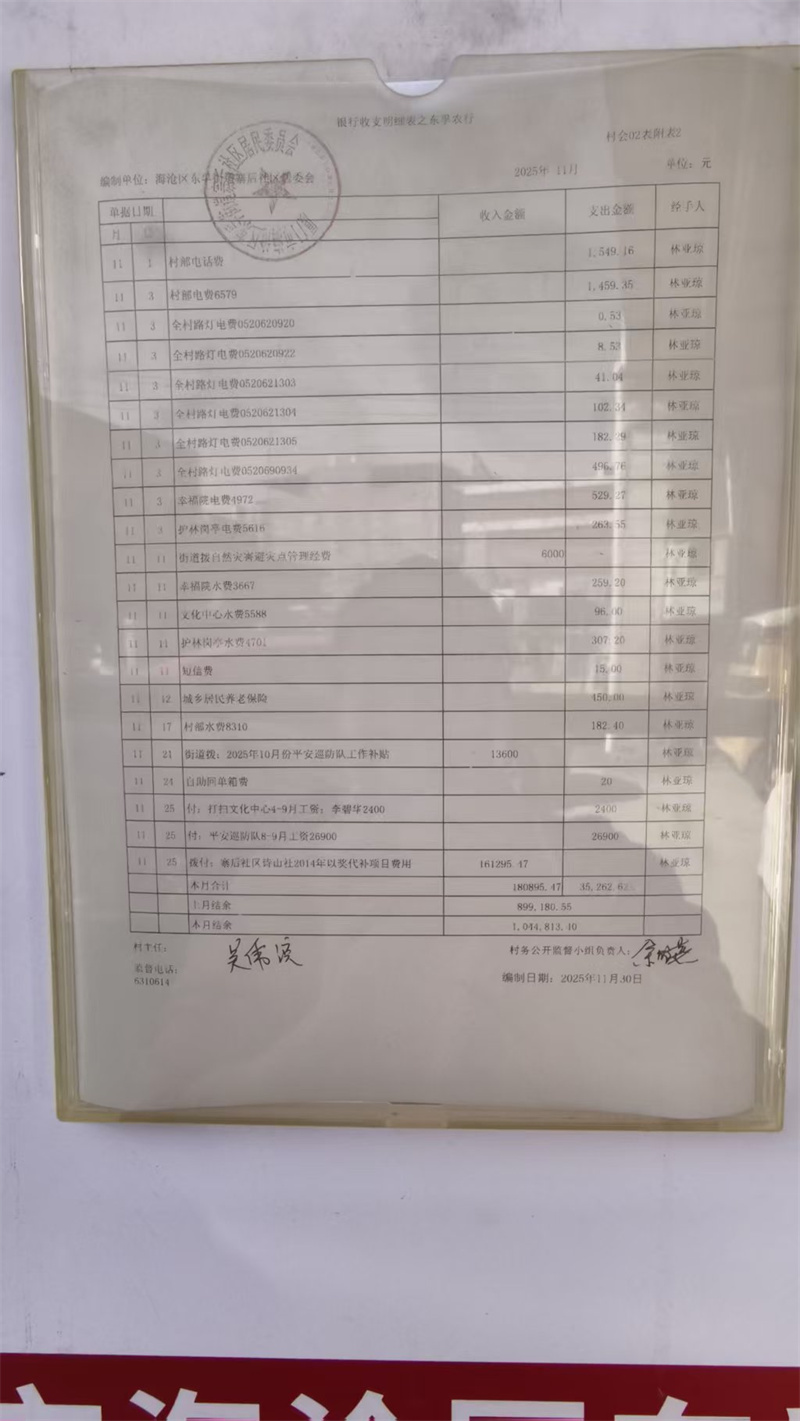 银行收支明细表之东孚农行
村会02表附表2
编制单位：海沧区东孚街道寨后社区居委会 2025年 11月 单位：元
单据日期 收入金额 支出金额 经手人
月 日
11 1 村部电话费 1,549.16 林亚琼
11 3 村部电费6579 1,459.35 林亚琼
11 3 全村路灯电费0520620920 0.53 林亚琼
11 3 全村路灯电费0520620922 8.53 林亚琼
11 3 全村路灯电费0520621303 41.04 林亚琼
11 3 全村路灯电费0520621304 102.34 林亚琼
11 3 全村路灯电费0520621305 182.29 林亚琼
11 3 全村路灯电费0520690934 496.76 林亚琼
11 3 幸福院电费4972 529.27 林亚琼
11 3 护林岗亭电费5616 263.55 林亚琼
11 11 街道拨自然灾害避灾点管理经费 6000 - 林亚琼
11 11 幸福院水费3667 259.20 林亚琼
11 11 文化中心水费5588 96.00 林亚琼
11 11 护林岗亭水费4701 307.20 林亚琼
11 11 短信费 15.00 林亚琼
11 12 城乡居民养老保险 450.00 林亚琼
11 17 村部水费8310 182.40 林亚琼
11 21 街道拨：2025年10月份平安巡防队工作补贴 13600 林亚琼
11 24 自助回单箱费 20 林亚琼
11 25 付：打扫文化中心4-9月工资：李碧华2400 2400 林亚琼
11 25 付：平安巡防队8-9月工资26900 26900 林亚琼
11 25 拨付：寨后社区诗山社2014年以奖代补项目费用 161295.47 林亚琼
本月合计 180895.47 35,262.62
上月结余 899,180.55
本月结余 1,044,813.40
村主任： 村务公开监督小组负责人：
监督电话：
6310614 编制日期：2025年11月30日